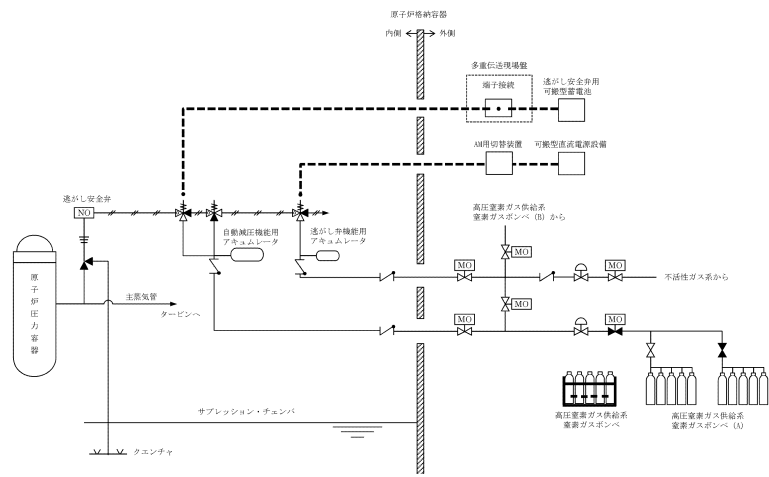 原子炉格納容器
内側
外側
多重伝送現場盤
端子接続
逃がし安全弁用
可搬型蓄電池
AM用切替装置
可搬型直流電源設備
逃がし安全弁
NO
高圧窒素ガス供給系
窒素ガスボンベ(B)から
自動減圧機能用
アキュムレータ
逃がし弁機能用
アキュムレータ
MO
MO
MO
不活性ガス系から
原子炉圧力容器
主蒸気管
タービンへ
MO
MO
MO
サプレッション・チェンバ
クエンチャ
高圧窒素ガス供給系
窒素ガスボンベ
高圧窒素ガス供給系
窒素ガスボンベ(A)